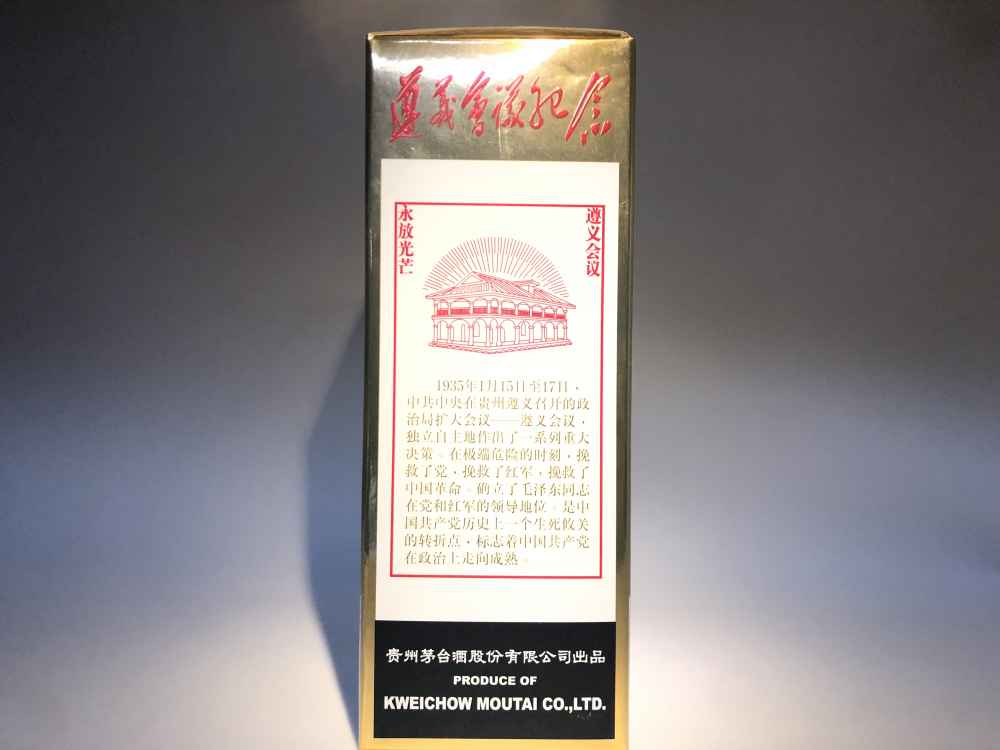 遵義會議紀念
遵义会议
永放光芒
1935年1月15日至17日，
中共中央在贵州遵义召开的政
治局扩大会议——遵义会议，
独立自主地作出了一系列重大
决策。在极端危险的时刻，挽
救了党，挽救了红军，挽救了
中国革命。确立了毛泽东同志
在党和红军的领导地位。是中
国共产党历史上一个生死攸关
的转折点，标志着中国共产党
在政治上走向成熟。
贵州茅台酒股份有限公司出品
PRODUCE OF
KWEICHOW MOUTAI CO.,LTD.